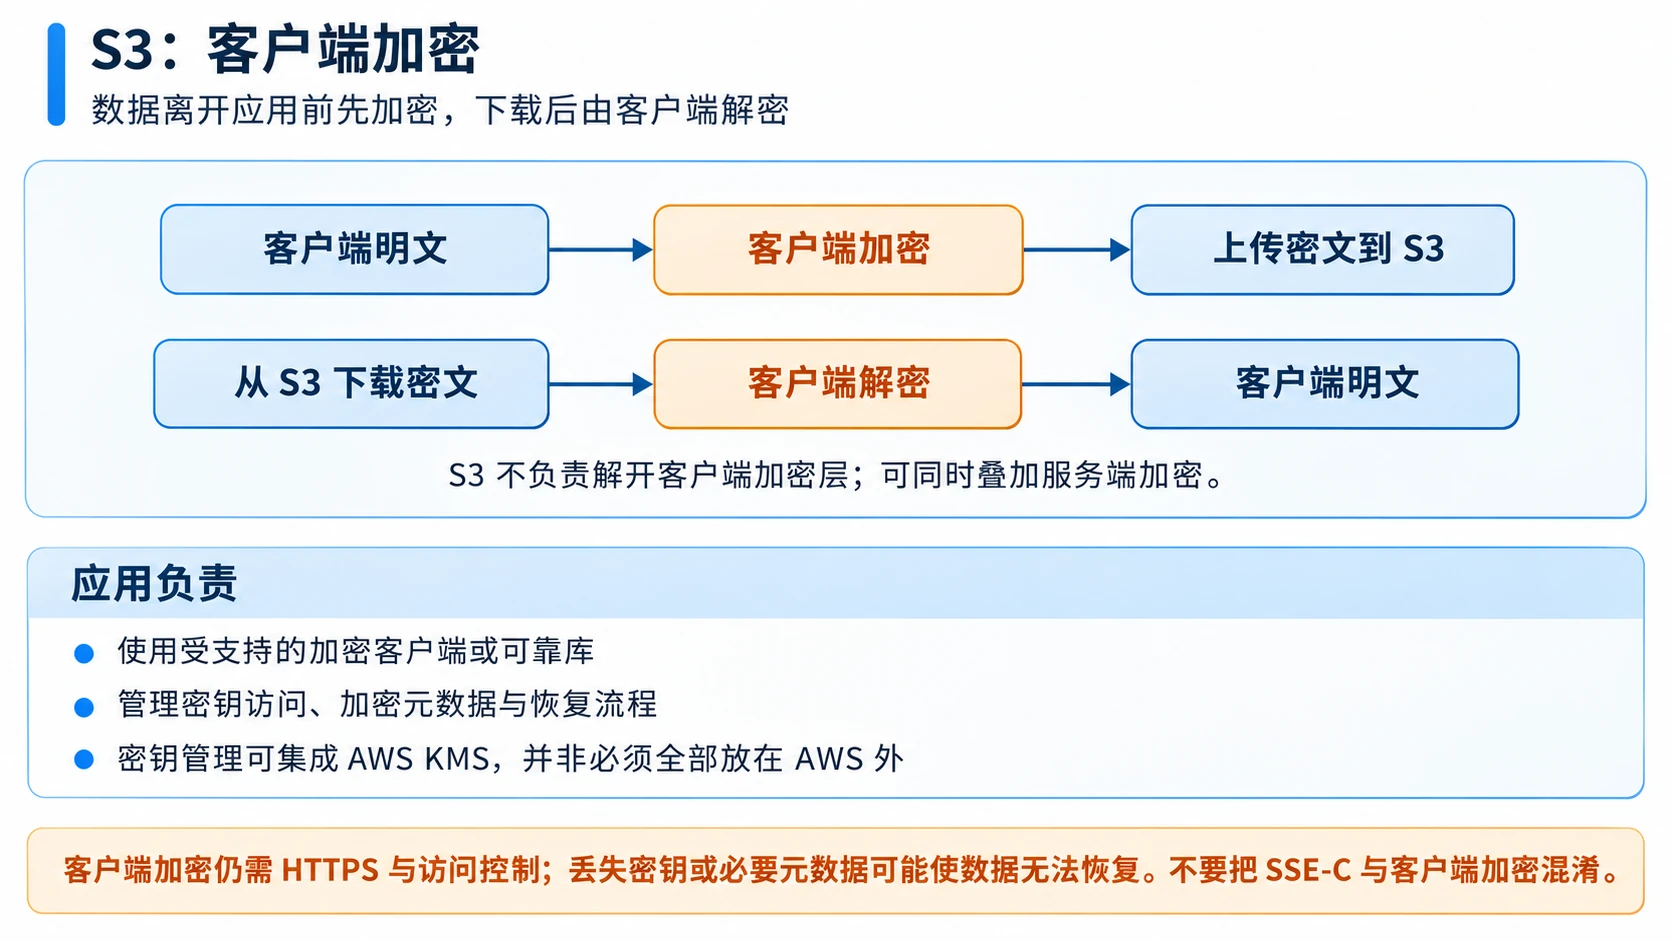 S3：客户端加密
数据离开应用前先加密，下载后由客户端解密
客户端明文
客户端加密
上传密文到 S3
从 S3 下载密文
客户端解密
客户端明文
S3 不负责解开客户端加密层；可同时叠加服务端加密。
应用负责
使用受支持的加密客户端或可靠库
管理密钥访问、加密元数据与恢复流程
密钥管理可集成 AWS KMS，并非必须全部放在 AWS 外
客户端加密仍需 HTTPS 与访问控制；丢失密钥或必要元数据可能使数据无法恢复。不要把 SSE-C 与客户端加密混淆。